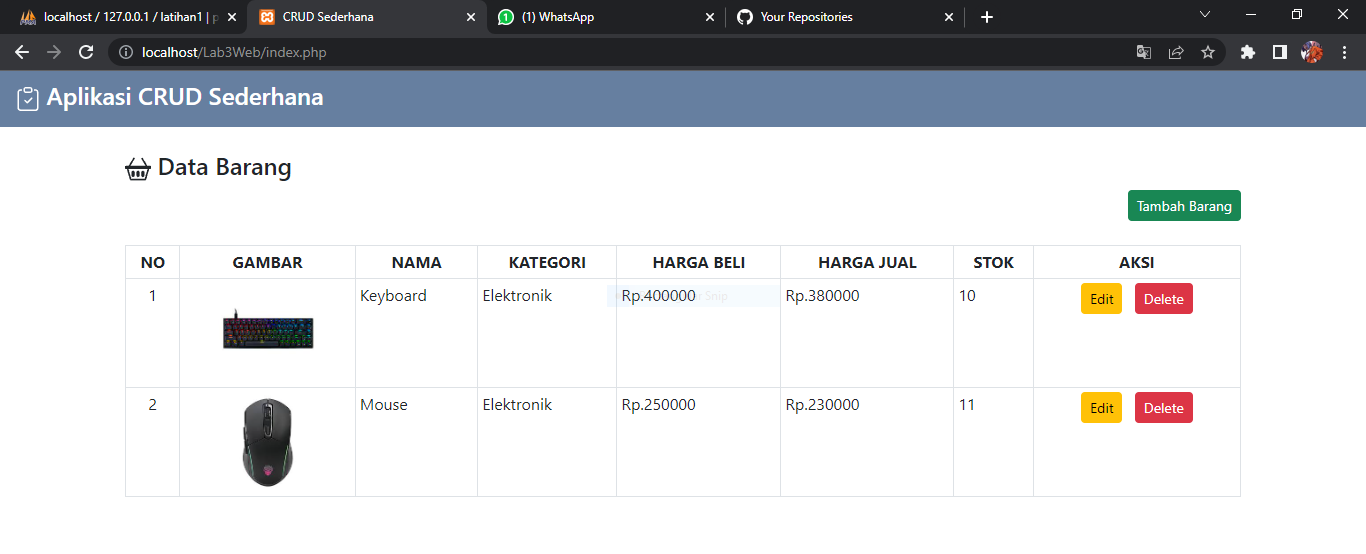 localhost / 127.0.0.1 / latihan1 | p
CRUD Sederhana
(1) WhatsApp
Your Repositories
localhost/Lab3Web/index.php
Aplikasi CRUD Sederhana
Data Barang
Tambah Barang
NO GAMBAR NAMA KATEGORI HARGA BELI HARGA JUAL STOK AKSI
1 Keyboard Elektronik Rp.400000 Rp.380000 10 Edit Delete
2 Mouse Elektronik Rp.250000 Rp.230000 11 Edit Delete